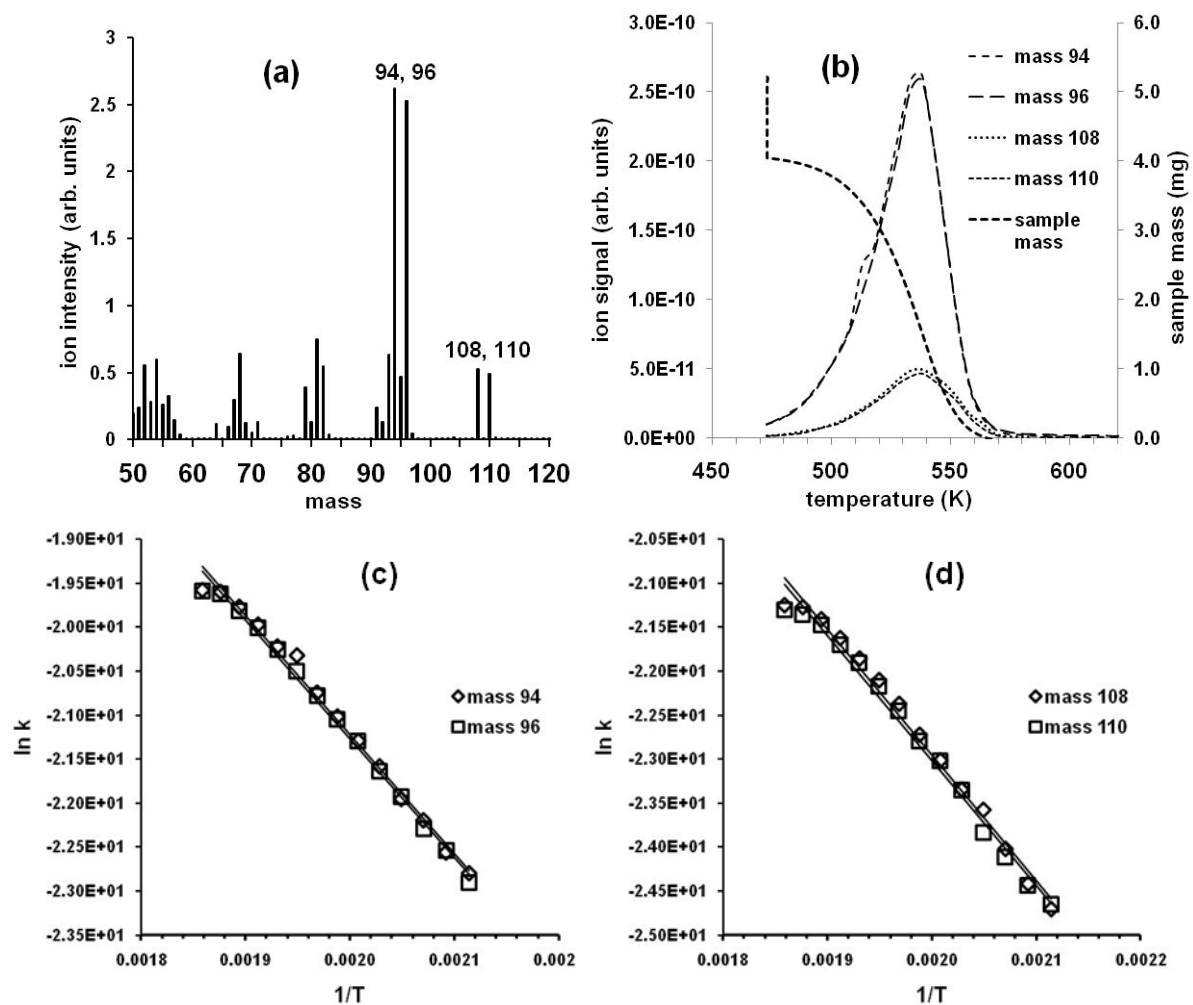 (a)
94, 96
108, 110
ion intensity (arb. units)
3
2.5
2
1.5
1
0.5
0
50 60 70 80 90 100 110 120
mass
(b)
ion signal (arb. units)
3.0E-10
2.5E-10
2.0E-10
1.5E-10
1.0E-10
5.0E-11
0.0E+00
mass 94
mass 96
mass 108
mass 110
sample
mass
6.0
5.0
4.0
3.0
2.0
1.0
0.0
sample mass (mg)
450 500 550 600
temperature (K)
(c)
ln k
-1.90E+01
-1.95E+01
-2.00E+01
-2.05E+01
-2.10E+01
-2.15E+01
-2.20E+01
-2.25E+01
-2.30E+01
-2.35E+01
mass 94
mass 96
0.0018 0.0019 0.0020 0.0021 0.002
1/T
(d)
ln k
-2.05E+01
-2.10E+01
-2.15E+01
-2.20E+01
-2.25E+01
-2.30E+01
-2.35E+01
-2.40E+01
-2.45E+01
-2.50E+01
mass 108
mass 110
0.0018 0.0019 0.0020 0.0021 0.0022
1/T